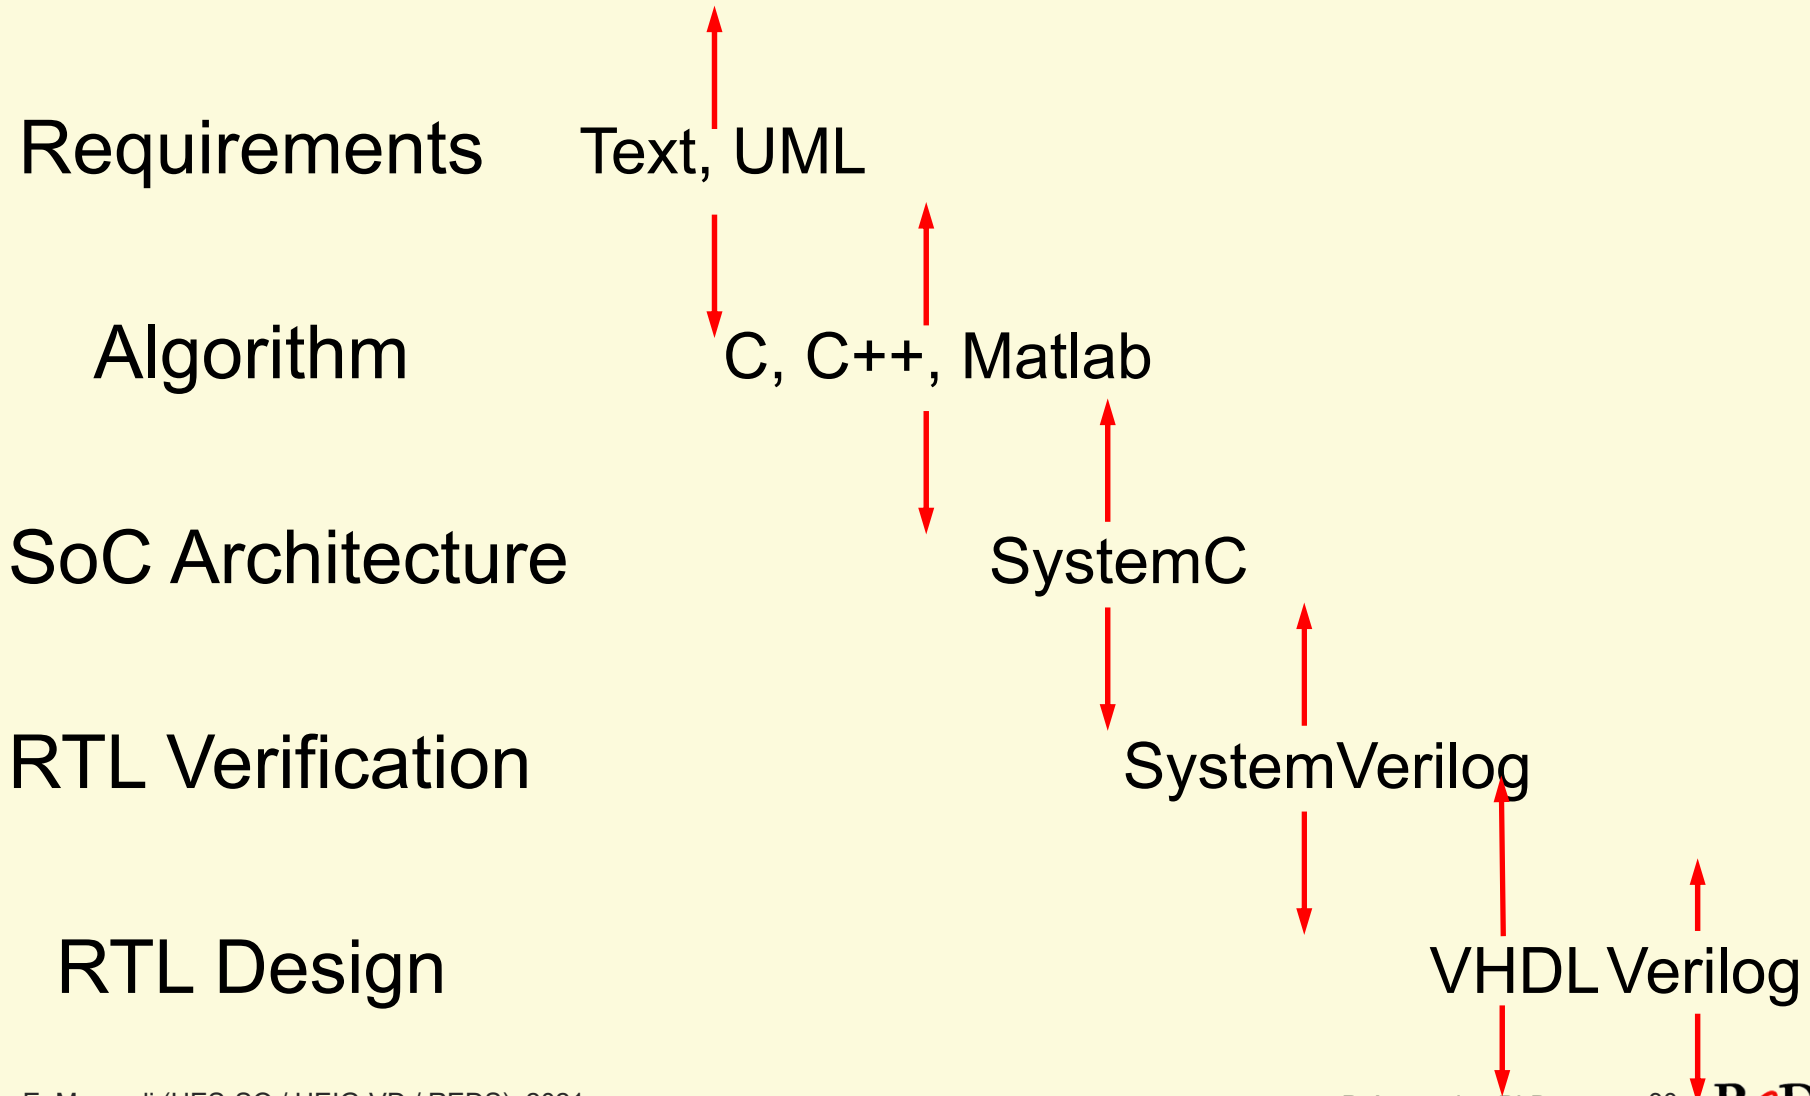 Requirements Text, UML
Algorithm C, C++, Matlab
SoC Architecture SystemC
RTL Verification SystemVerilog
RTL Design VHDL Verilog